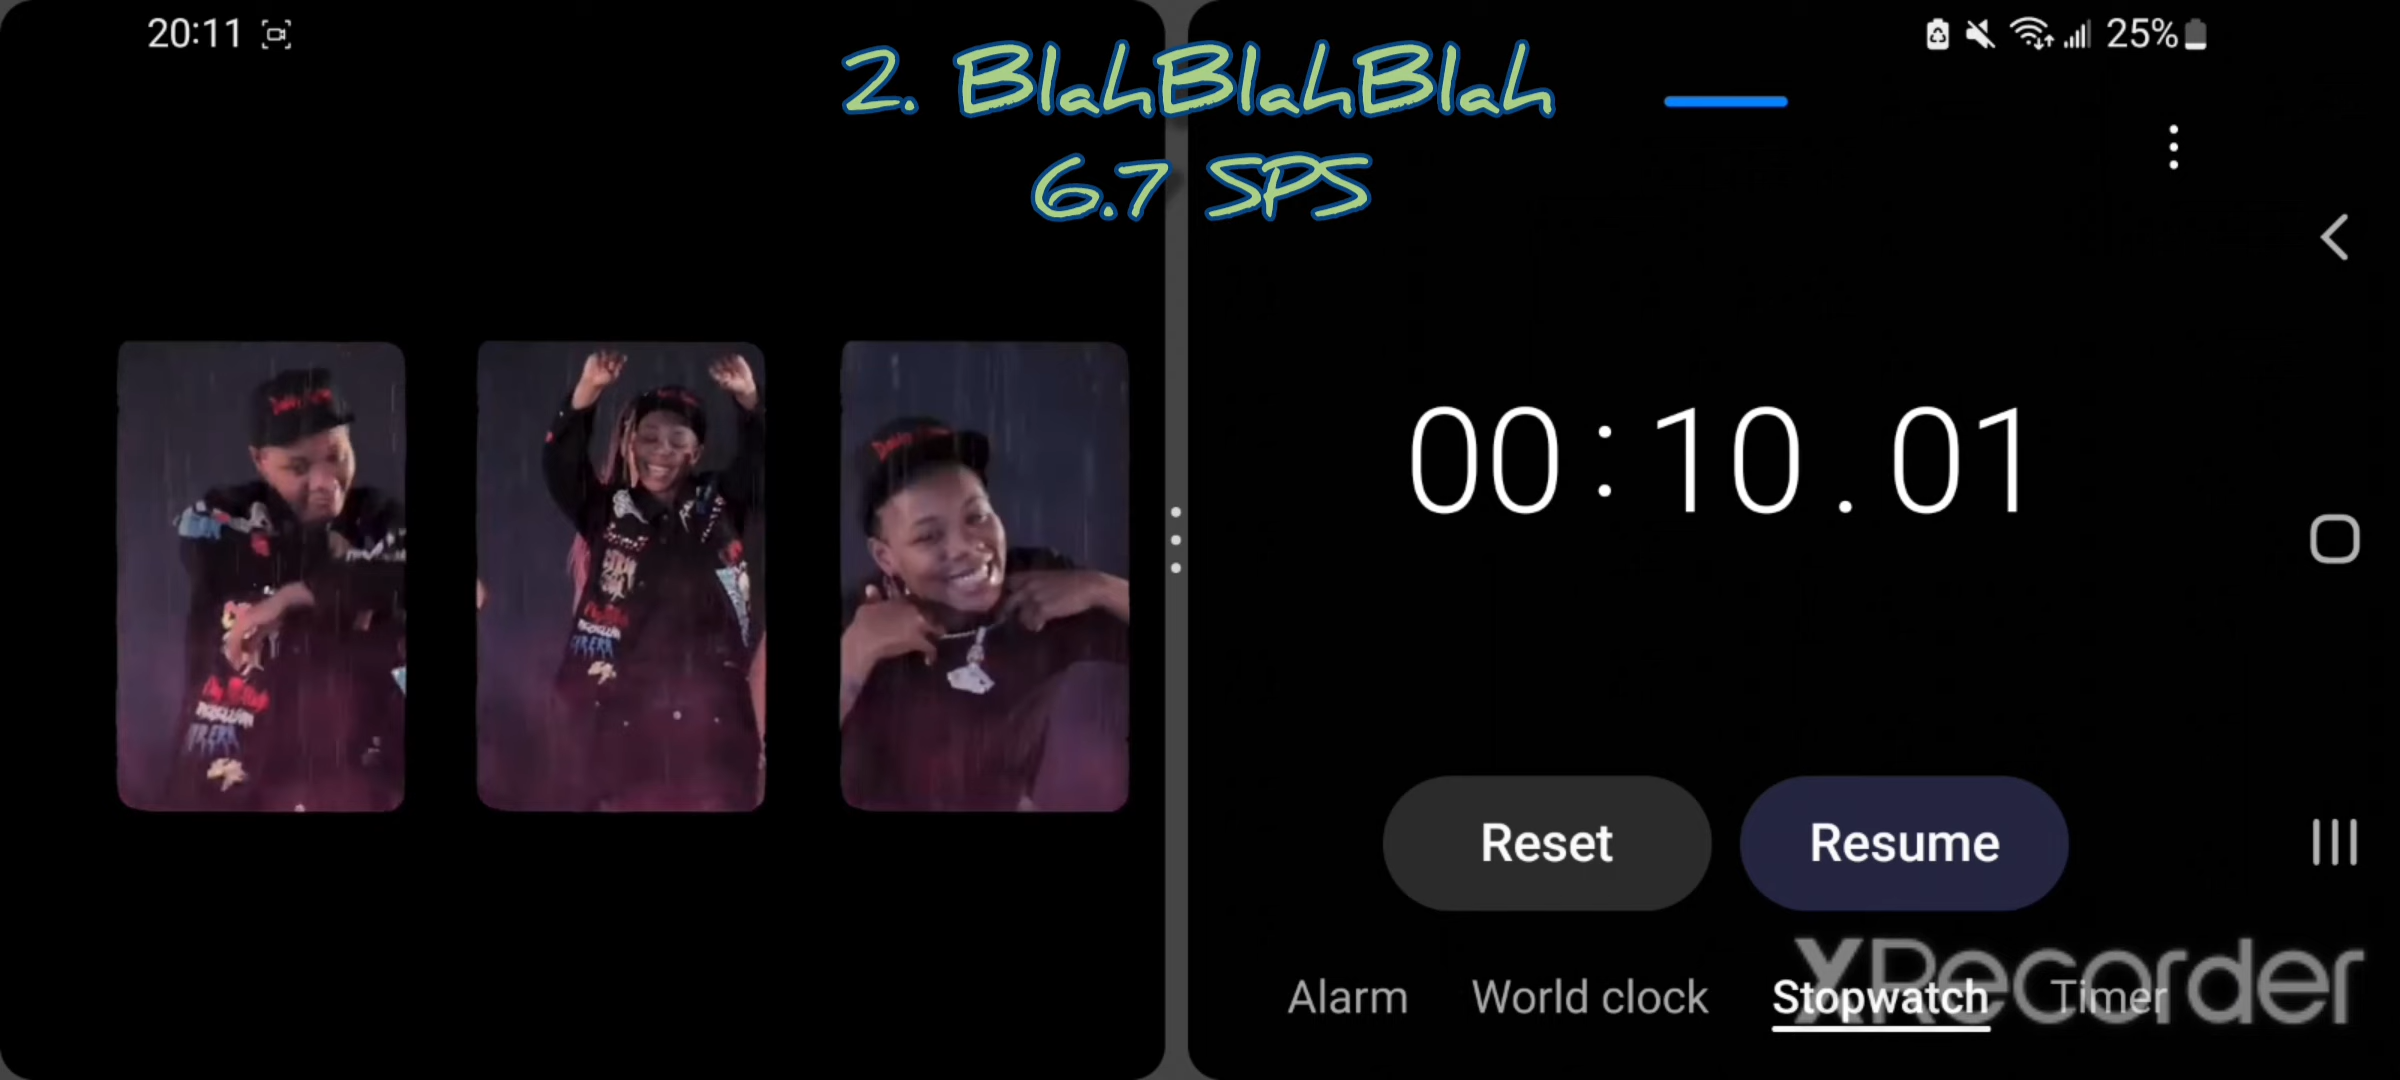 20:11
25%
2. BlahBlahBlah
6.7 SPS
00:10.01
Reset
Resume
Alarm
World clock
Stopwatch
Timer
XRecorder